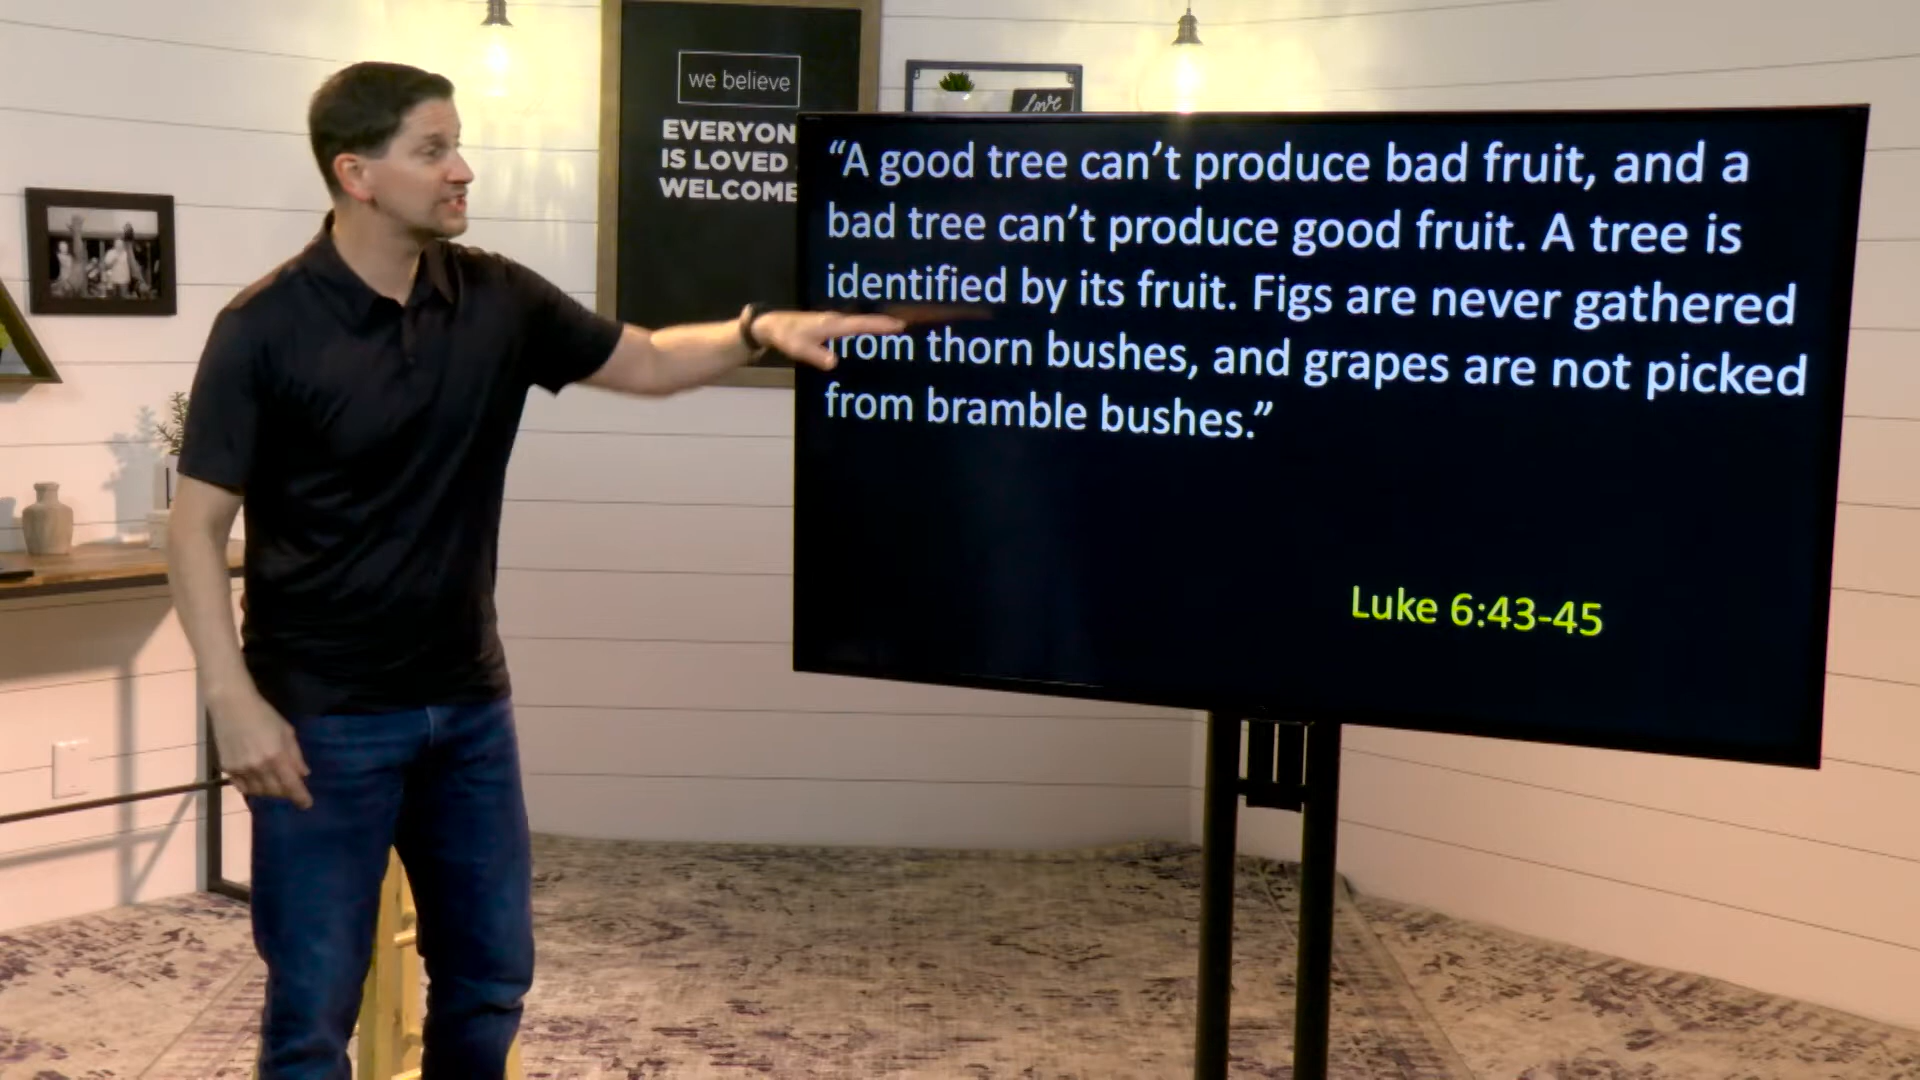 we believe
EVERYON
IS LOVED
WELCOME
love
“A good tree can’t produce bad fruit, and a
bad tree can’t produce good fruit. A tree is
identified by its fruit. Figs are never gathered
from thorn bushes, and grapes are not picked
from bramble bushes.”
Luke 6:43-45